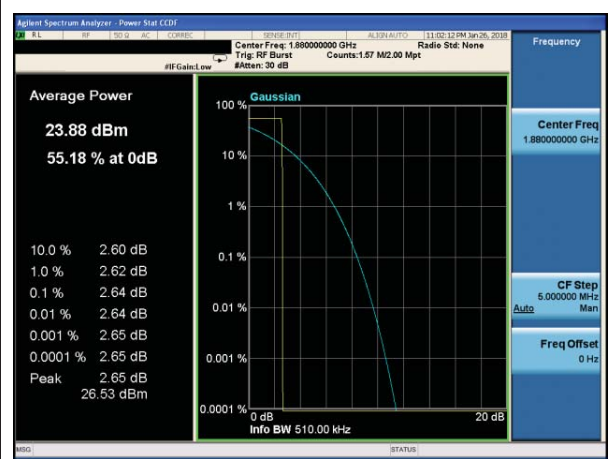 Agilent Spectrum Analyzer - Power Stat CCDF
RL RF 50 Ω AC CORREC SENSE:INT ALIGN AUTO 11:02:12 PM Jan 26, 2018
Center Freq: 1.880000000 GHz Radio Std: None
Trig: RF Burst Counts:1.57 M/2.00 Mpt
#IFGain:Low #Atten: 30 dB
Frequency
Average Power
23.88 dBm
55.18 % at 0dB
10.0 % 2.60 dB
1.0 % 2.62 dB
0.1 % 2.64 dB
0.01 % 2.64 dB
0.001 % 2.65 dB
0.0001 % 2.65 dB
Peak 2.65 dB
26.53 dBm
Gaussian
100 %
10 %
1 %
0.1 %
0.01 %
0.001 %
0.0001 %
0 dB 20 dB
Info BW 510.00 kHz
Center Freq
1.880000000 GHz
CF Step
5.000000 MHz
Auto Man
Freq Offset
0 Hz
MSG STATUS